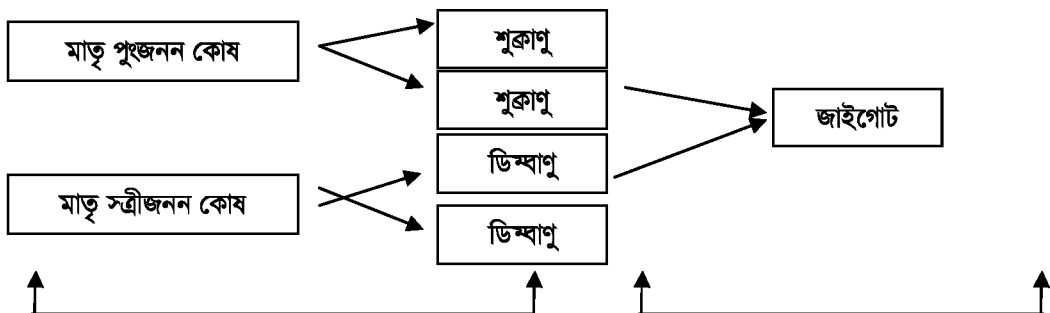 মাতৃ পুংজনন কোষ
শুক্রাণু
শুক্রাণু
জাইগোট
ডিম্বাণু
মাতৃ স্ত্রীজনন কোষ
ডিম্বাণু